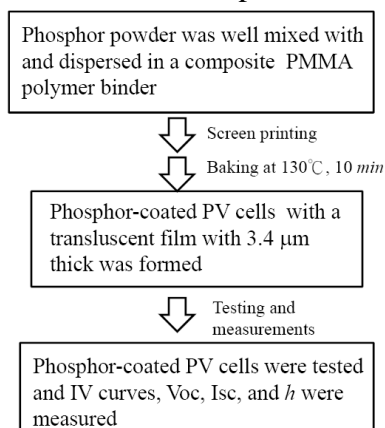 Phosphor powder was well mixed with
and dispersed in a composite PMMA
polymer binder
Screen printing
Baking at 130℃, 10 min
Phosphor-coated PV cells with a
transluscent film with 3.4 μm
thick was formed
Testing and
measurements
Phosphor-coated PV cells were tested
and IV curves, Voc, Isc, and h were
measured